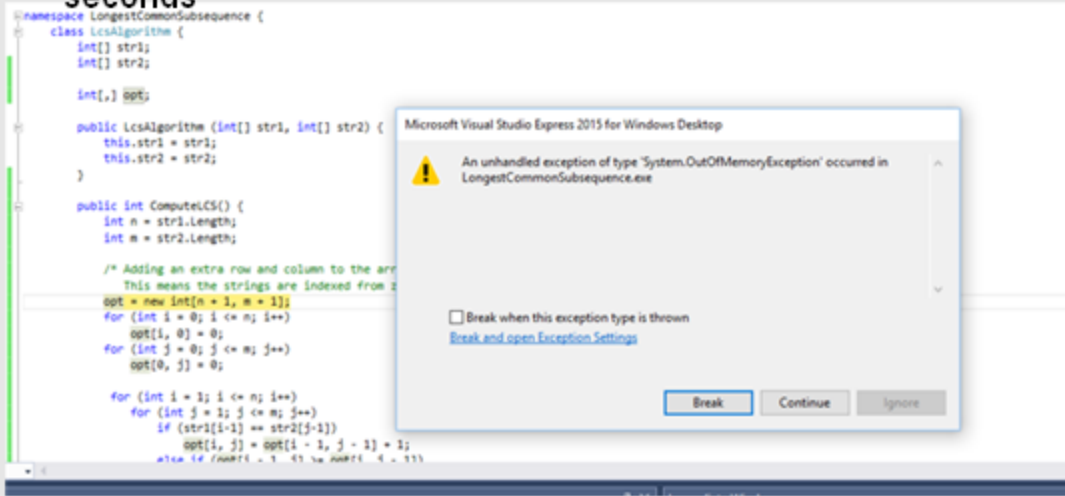 seconds
namespace LongestCommonSubsequence {
class LcsAlgorithm {
int[] str1;
int[] str2;
int[,] opt;
public LcsAlgorithm (int[] str1, int[] str2) {
this.str1 = str1;
this.str2 = str2;
}
public int ComputeLCS() {
int n = str1.Length;
int m = str2.Length;
/* Adding an extra row and column to the arr
This means the strings are indexed from
opt = new int[n + 1, m + 1];
for (int i = 0; i <= n; i++)
opt[i, 0] = 0;
for (int j = 0; j <= m; j++)
opt[0, j] = 0;
for (int i = 1; i <= n; i++)
for (int j = 1; j <= m; j++)
if (str1[i-1] == str2[j-1])
opt[i, j] = opt[i - 1, j - 1] + 1;
else if (opt[i - 1, j] >= opt[i, j - 1])
Microsoft Visual Studio Express 2015 for Windows Desktop
An unhandled exception of type 'System.OutOfMemoryException' occurred in
LongestCommonSubsequence.exe
Break when this exception type is thrown
Break and open Exception Settings
Break Continue Ignore